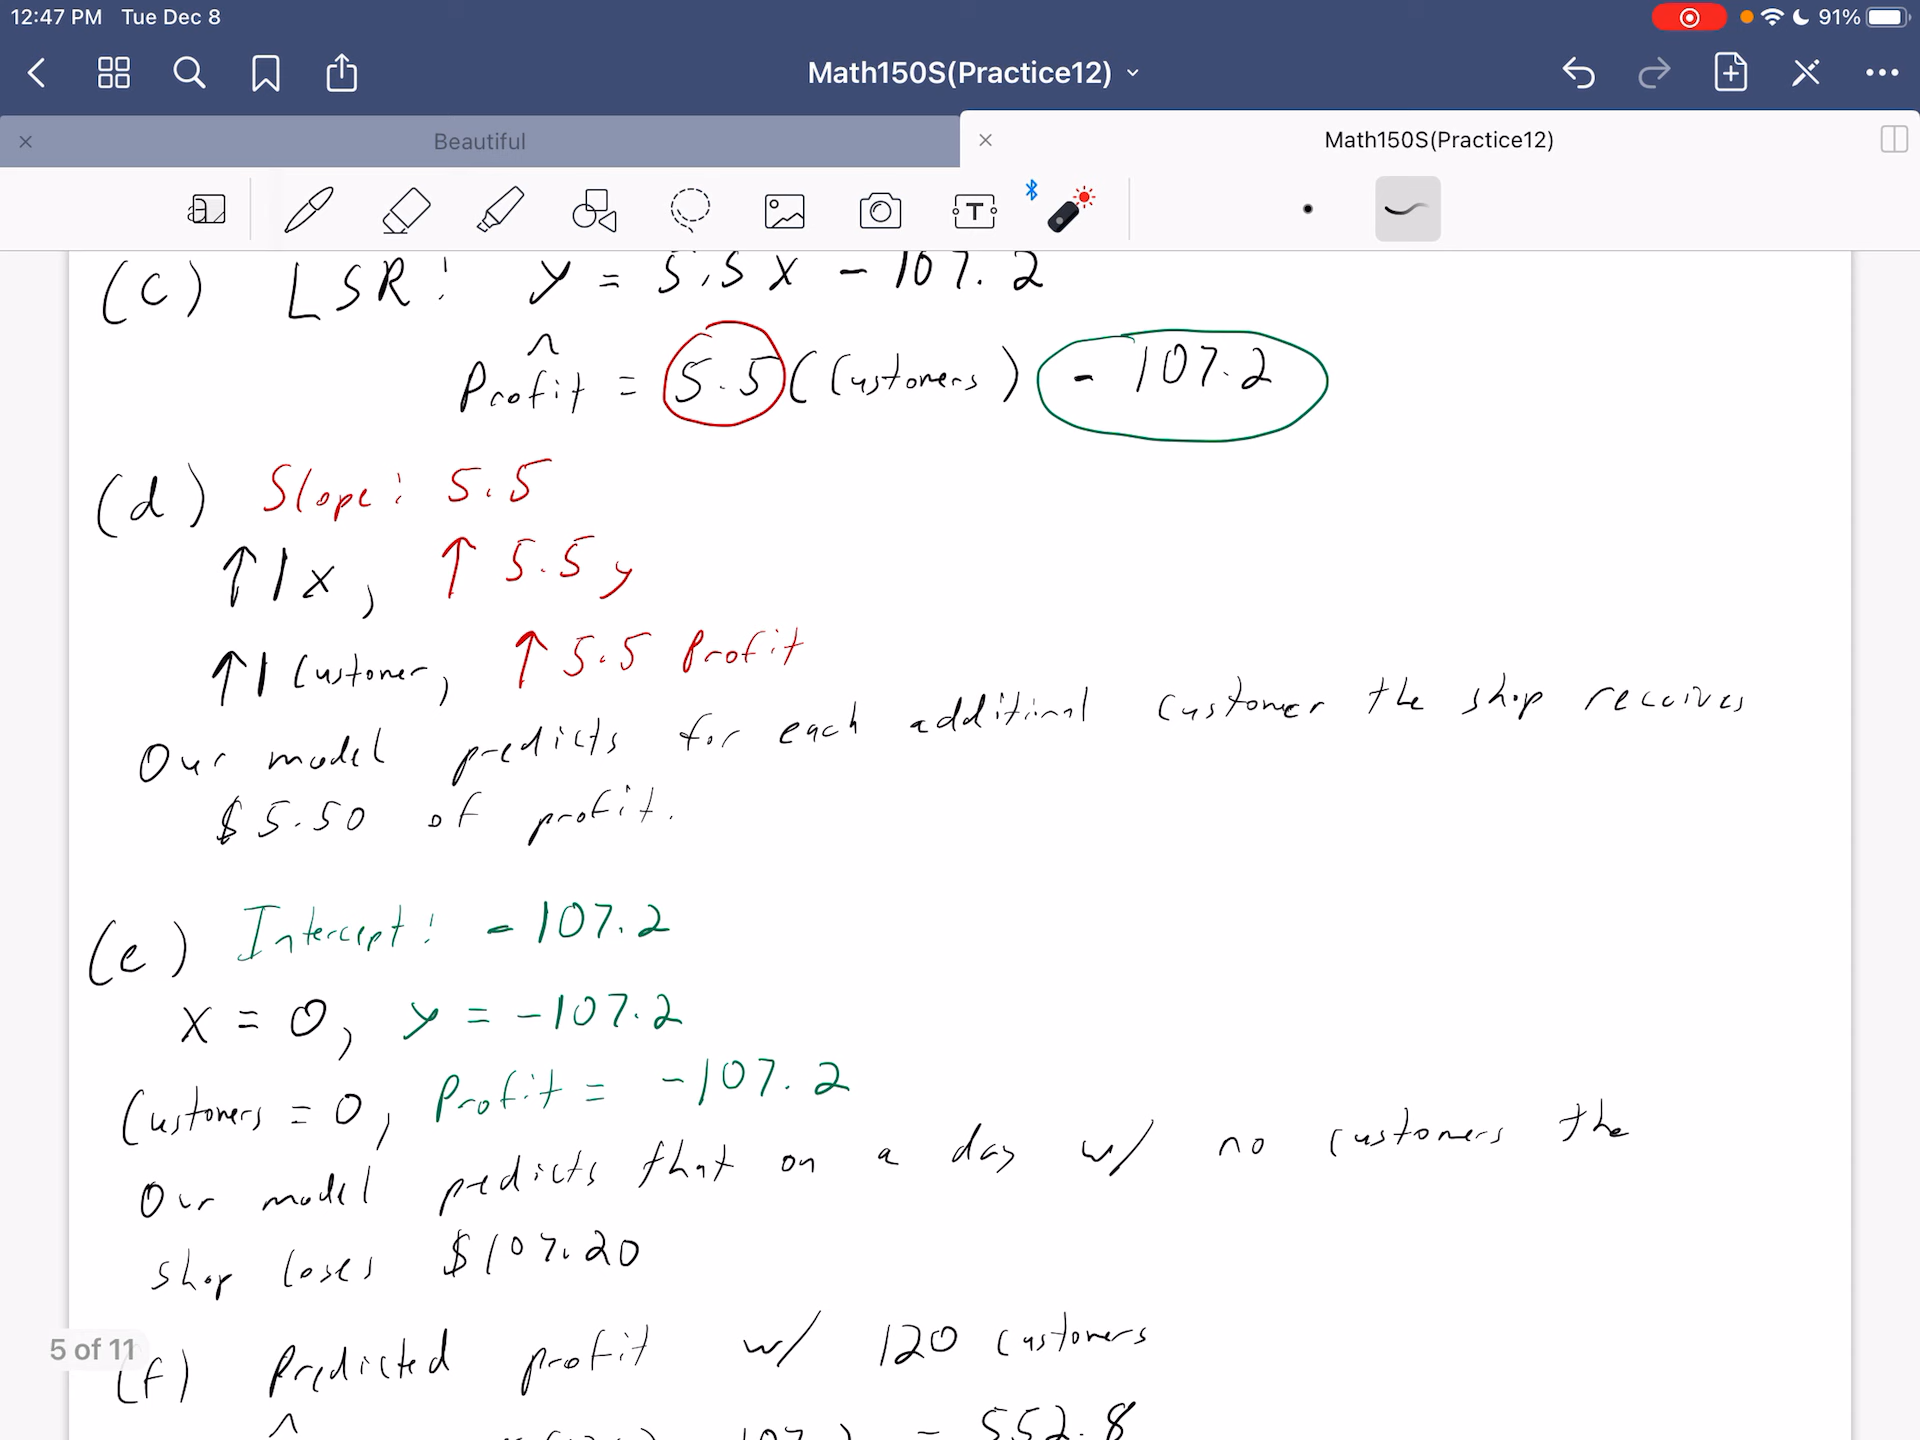 12:47 PM Tue Dec 8
91%
Math150S(Practice12)
Beautiful
Math150S(Practice12)
(c) LSR: y = 5.5x - 107.2
Profit = 5.5 (Customers) - 107.2
(d) Slope: 5.5
↑1x, ↑5.5y
↑1 Customer, ↑5.5 Profit
Our model predicts for each additional customer the shop receives
$5.50 of profit.
(e) Intercept: -107.2
x = 0, y = -107.2
Customers = 0, Profit = -107.2
Our model predicts that on a day w/ no customers the
shop loses $107.20
5 of 11
(f) Predicted profit w/ 120 customers
= 552.8